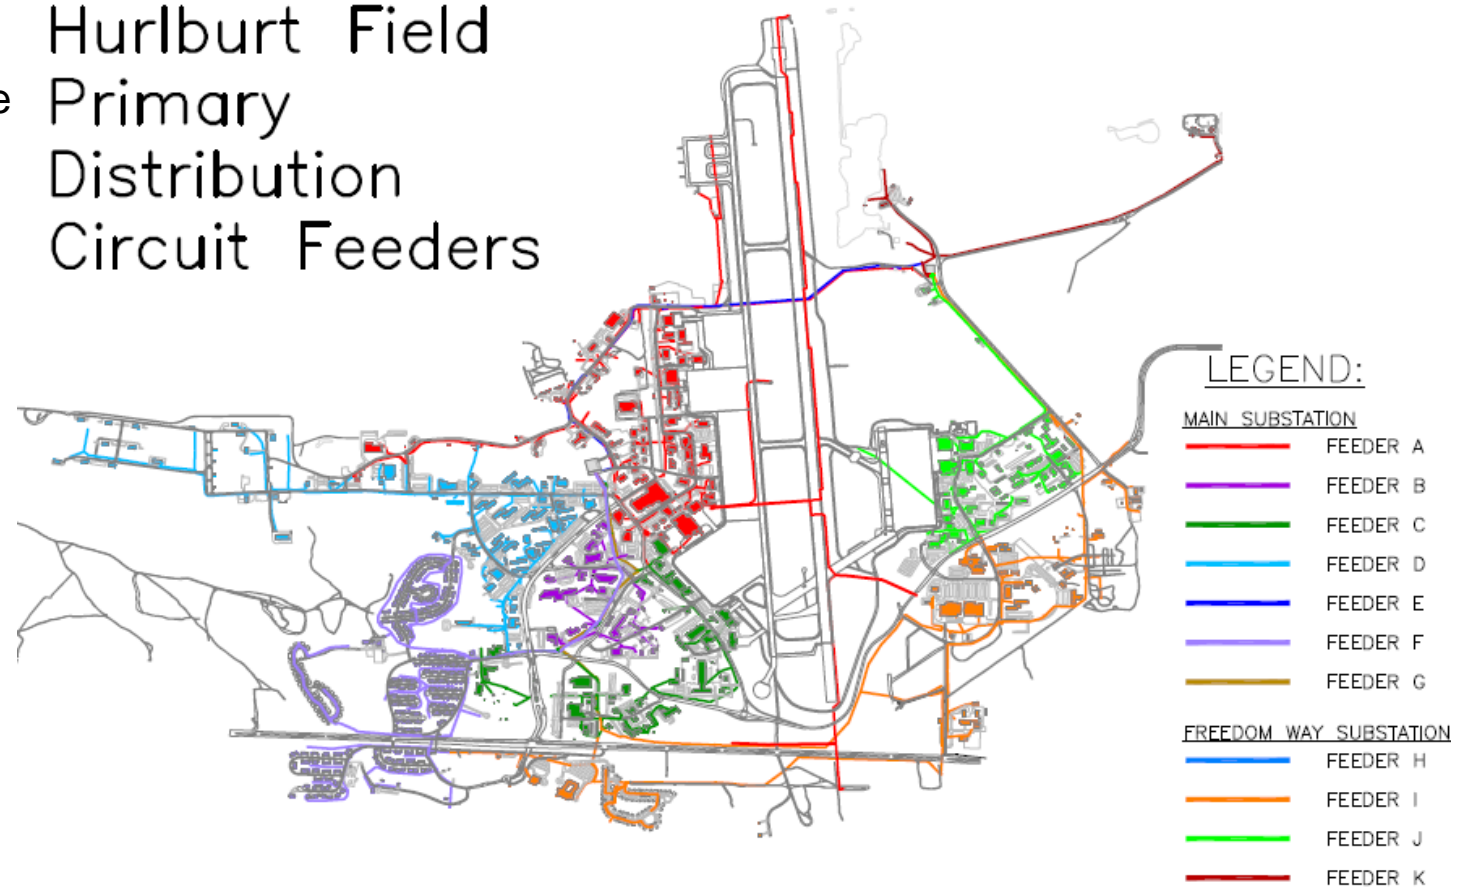 Hurlburt Field
e
Primary
Distribution
Circuit Feeders
LEGEND:
MAIN SUBSTATION
FEEDER A
FEEDER B
FEEDER C
FEEDER D
FEEDER E
FEEDER F
FEEDER G
FREEDOM WAY SUBSTATION
FEEDER H
FEEDER I
FEEDER J
FEEDER K